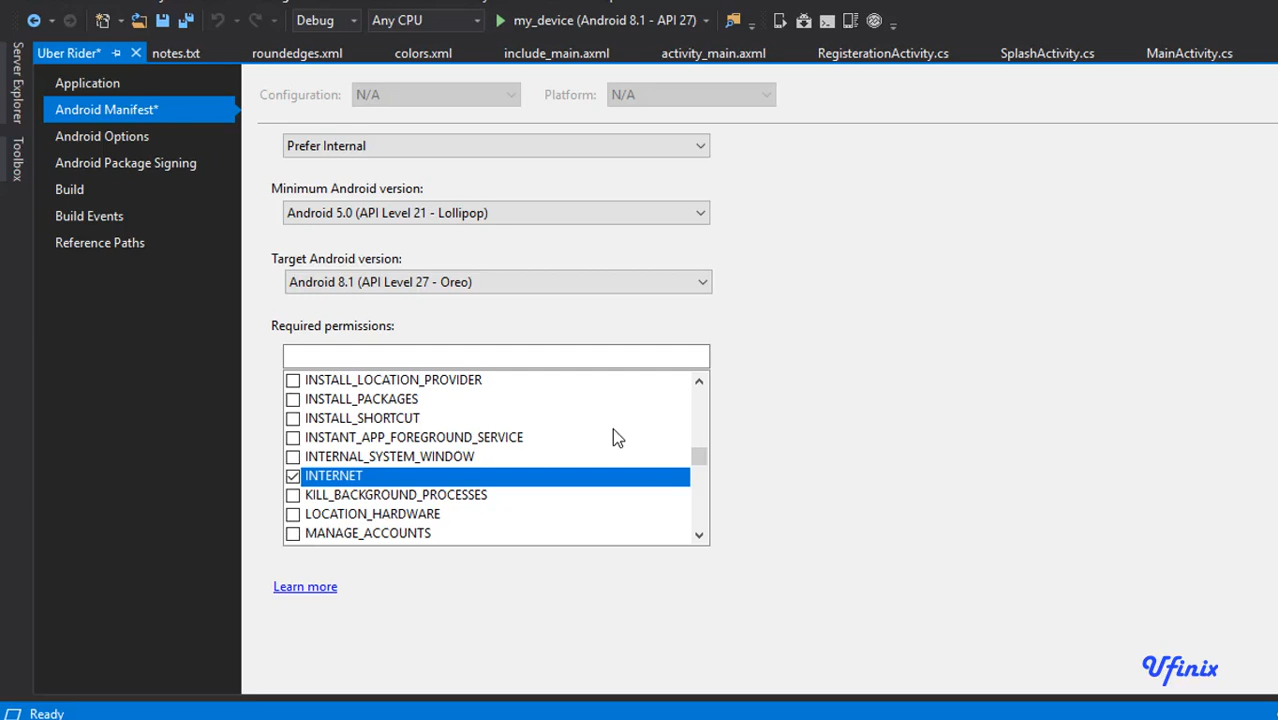 Debug
Any CPU
my_device (Android 8.1 - API 27)
Server Explorer
Toolbox
Uber Rider*
notes.txt
roundedges.xml
colors.xml
include_main.axml
activity_main.axml
RegisterationActivity.cs
SplashActivity.cs
MainActivity.cs
Application
Android Manifest*
Android Options
Android Package Signing
Build
Build Events
Reference Paths
Configuration:
N/A
Platform:
N/A
Prefer Internal
Minimum Android version:
Android 5.0 (API Level 21 - Lollipop)
Target Android version:
Android 8.1 (API Level 27 - Oreo)
Required permissions:
INSTALL_LOCATION_PROVIDER
INSTALL_PACKAGES
INSTALL_SHORTCUT
INSTANT_APP_FOREGROUND_SERVICE
INTERNAL_SYSTEM_WINDOW
INTERNET
KILL_BACKGROUND_PROCESSES
LOCATION_HARDWARE
MANAGE_ACCOUNTS
Learn more
Ufinix
Ready